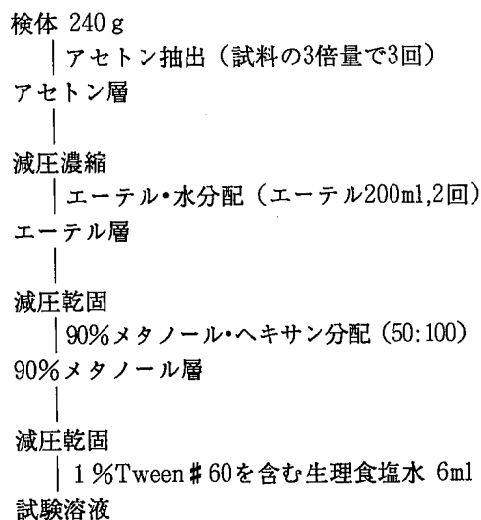 検体 240g
アセトン抽出（試料の3倍量で3回）
アセトン層
減圧濃縮
エーテル・水分配（エーテル200ml,2回）
エーテル層
減圧乾固
90%メタノール・ヘキサン分配（50:100）
90%メタノール層
減圧乾固
1%Tween#60を含む生理食塩水 6ml
試験溶液